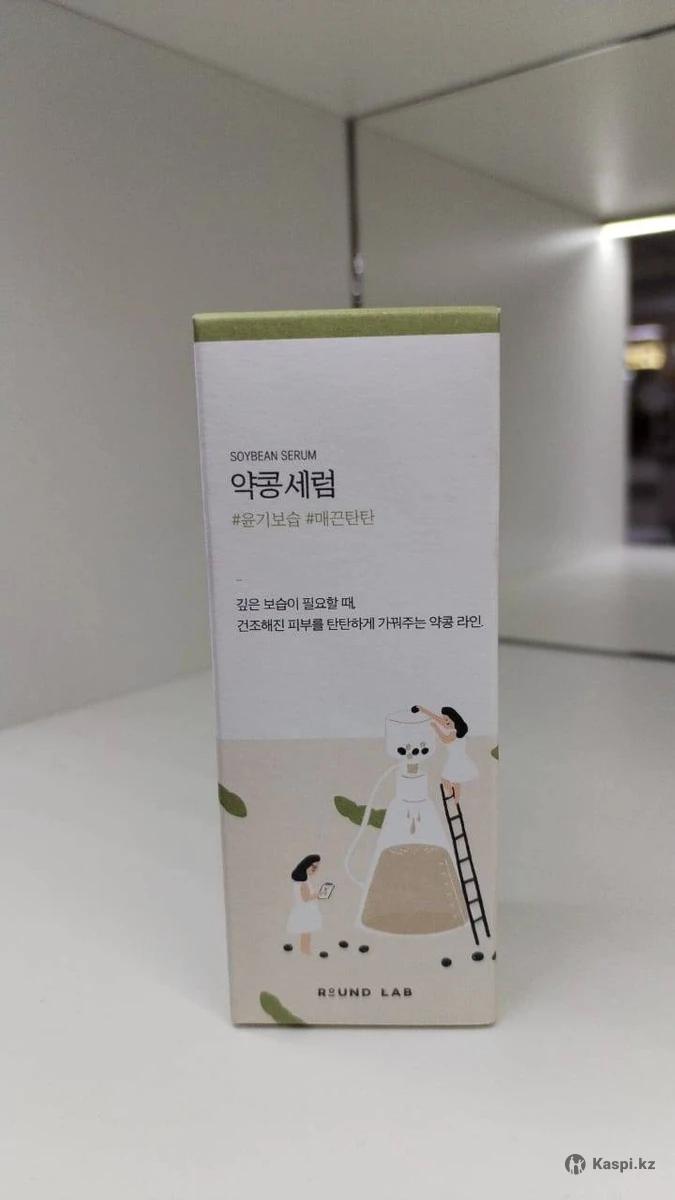 SOYBEAN SERUM
약콩세럼
#윤기보습 #매끈탄탄
깊은 보습이 필요할 때,
건조해진 피부를 탄탄하게 가꿔주는 약콩 라인.
ROUND LAB
Kaspi.kz